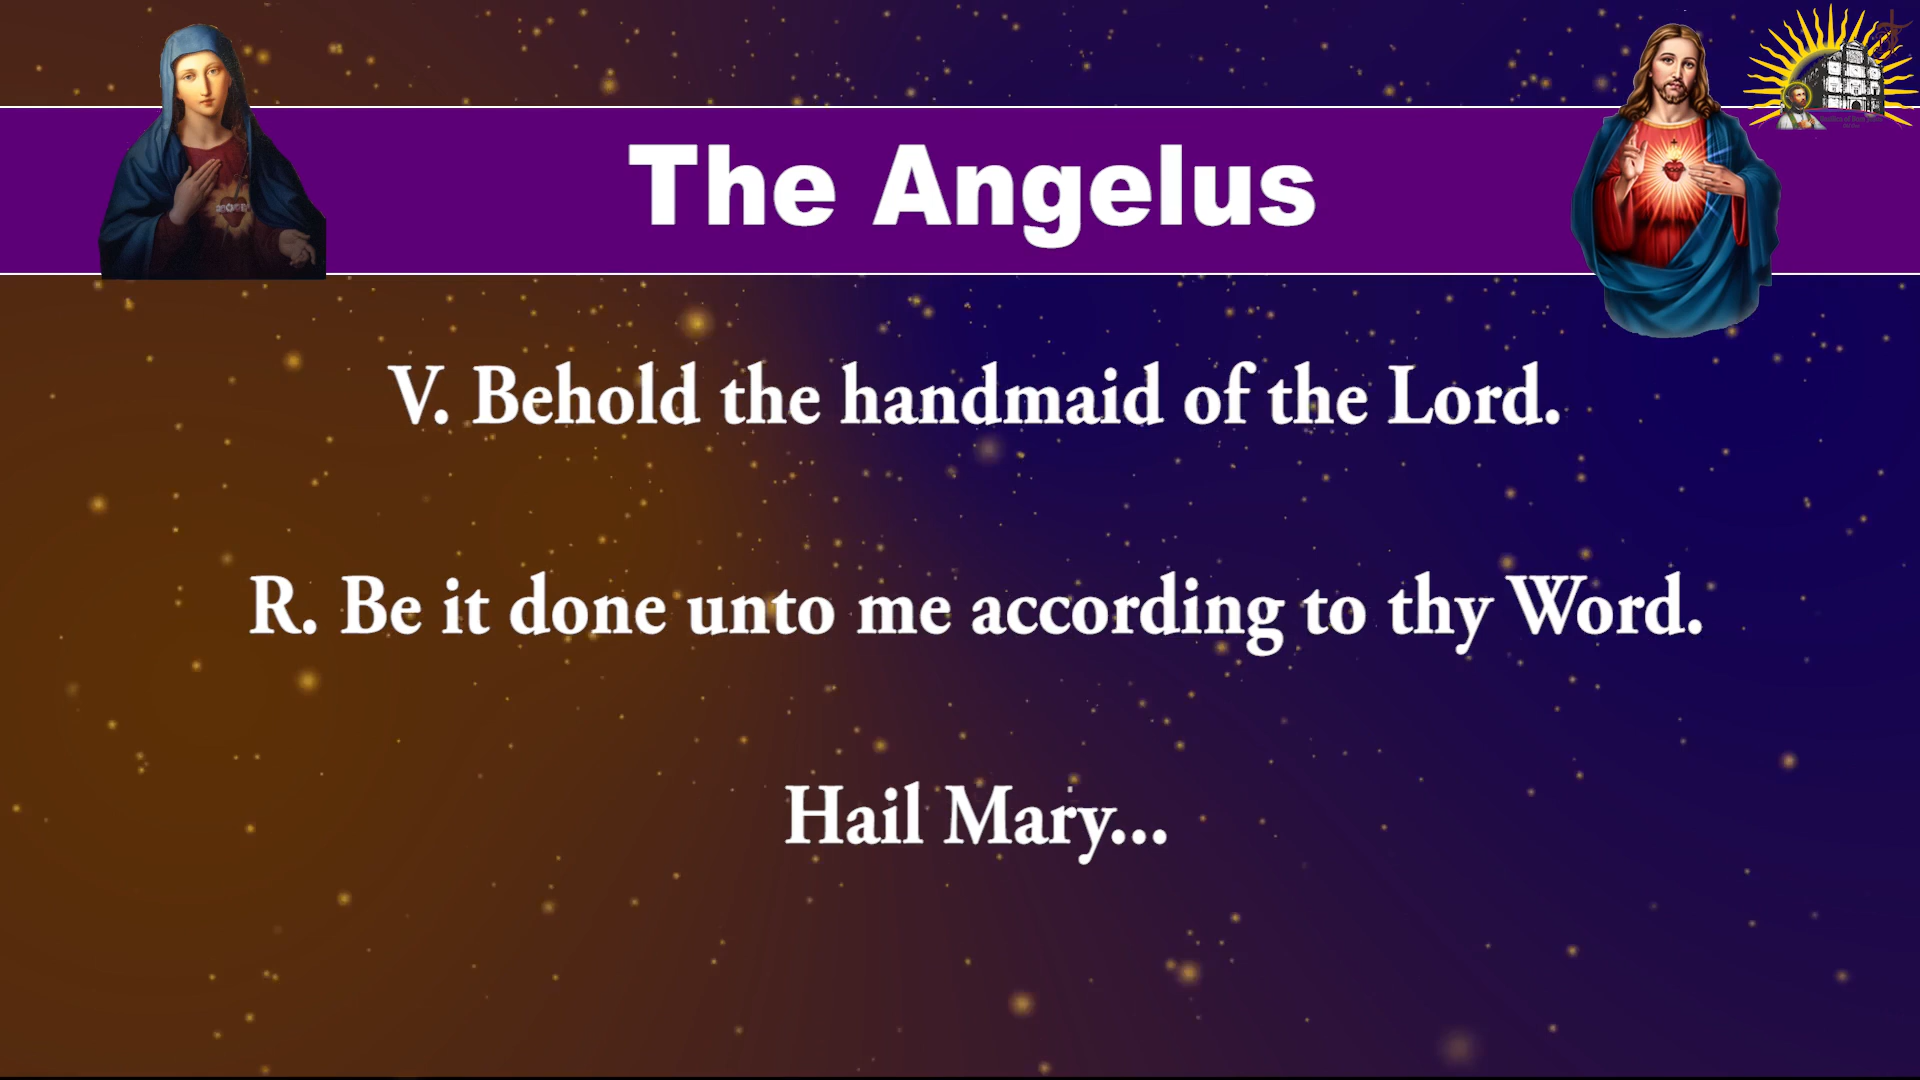 The Angelus
V. Behold the handmaid of the Lord.
R. Be it done unto me according to thy Word.
Hail Mary...